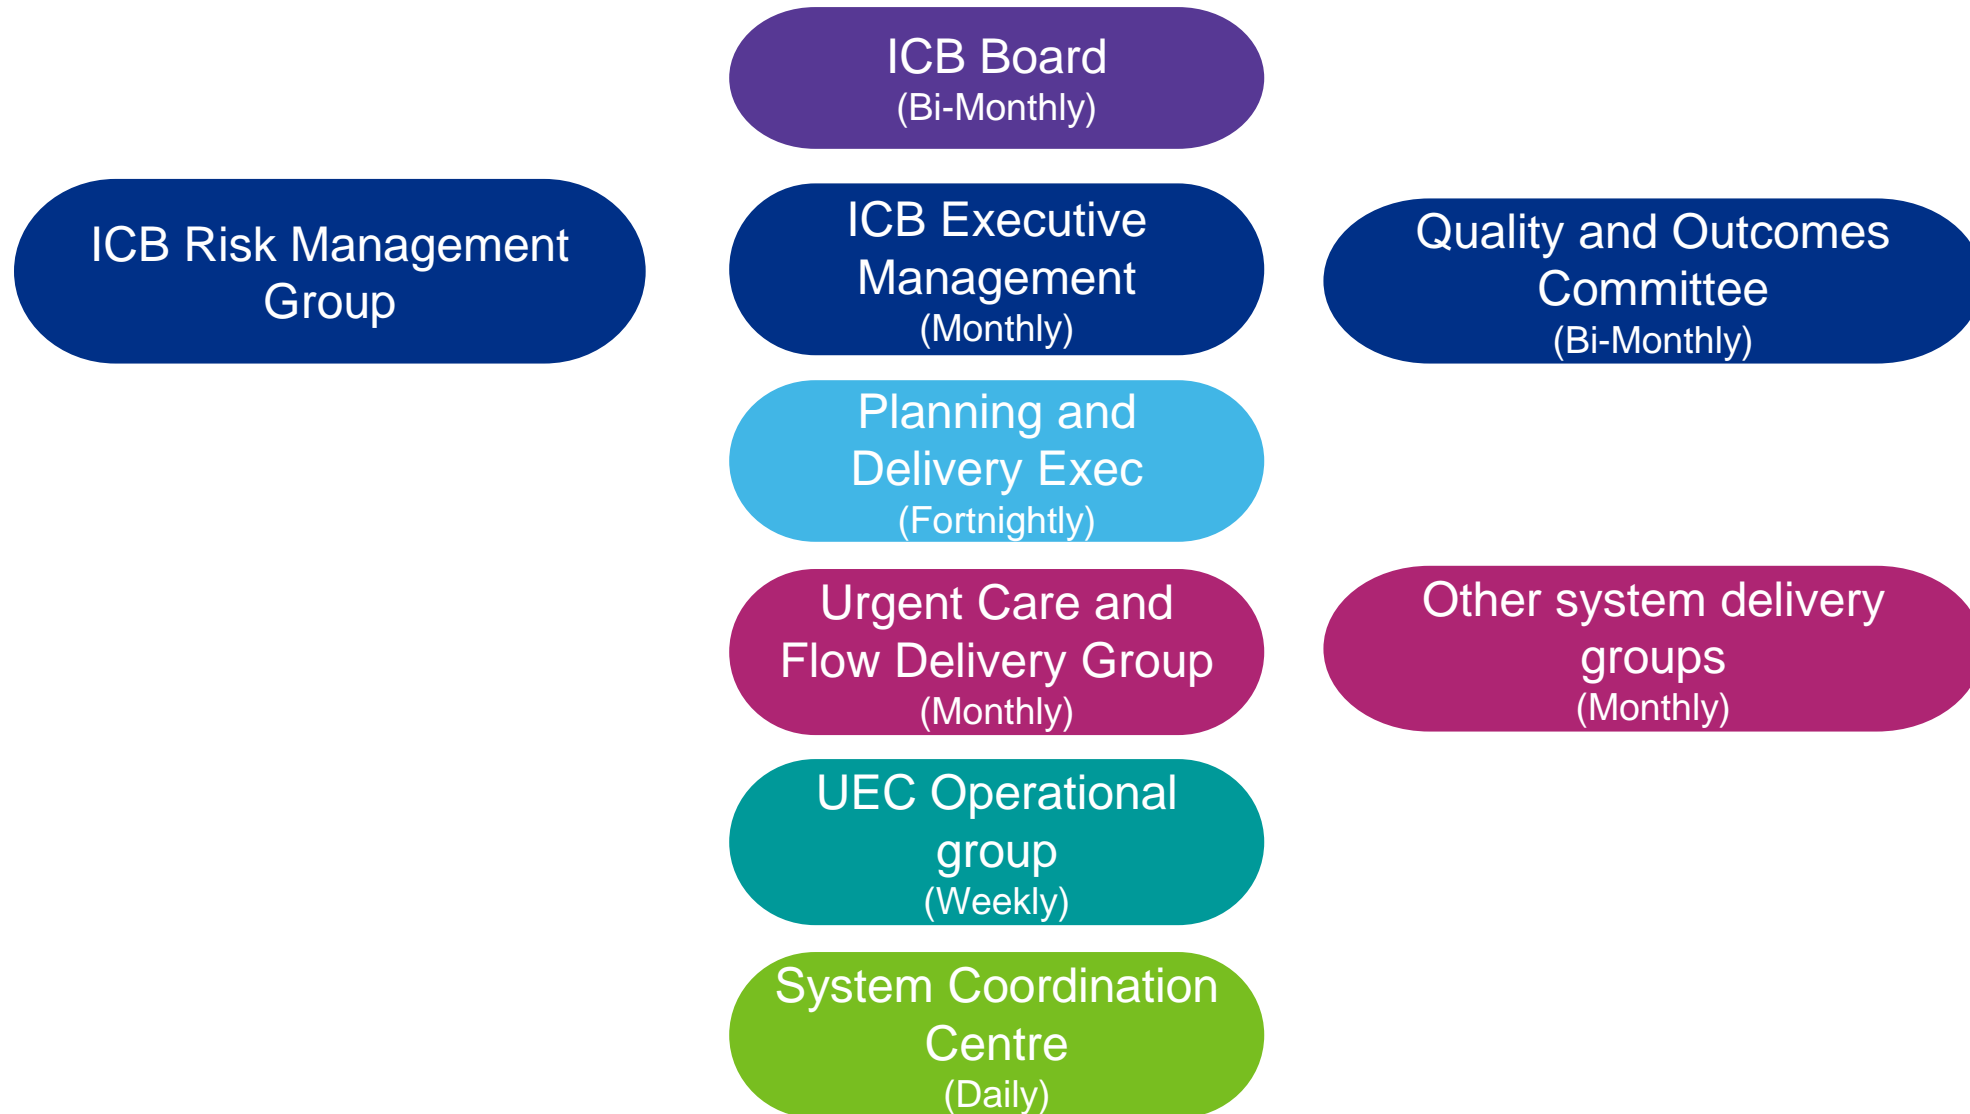 ICB Board
(Bi-Monthly)
ICB Risk Management
Group
ICB Executive
Management
(Monthly)
Quality and Outcomes
Committee
(Bi-Monthly)
Planning and
Delivery Exec
(Fortnightly)
Urgent Care and
Flow Delivery Group
(Monthly)
Other system delivery
groups
(Monthly)
UEC Operational
group
(Weekly)
System Coordination
Centre
(Daily)